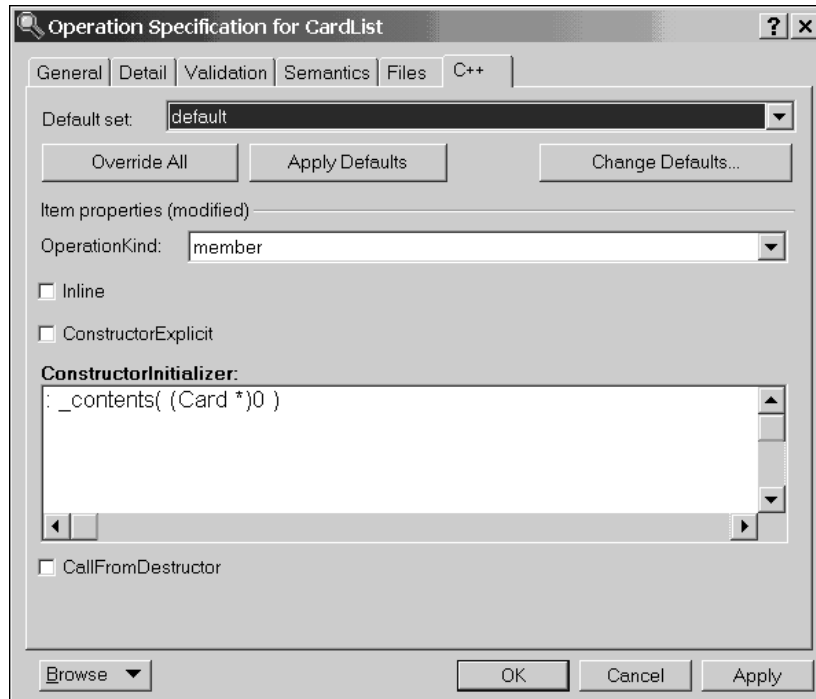 Operation Specification for CardList ? ×
General Detail Validation Semantics Files C++
Default set: default
Override All Apply Defaults Change Defaults...
Item properties (modified)
OperationKind: member
Inline
ConstructorExplicit
ConstructorInitializer:
: _contents( (Card *)0 )
CallFromDestructor
Browse OK Cancel Apply